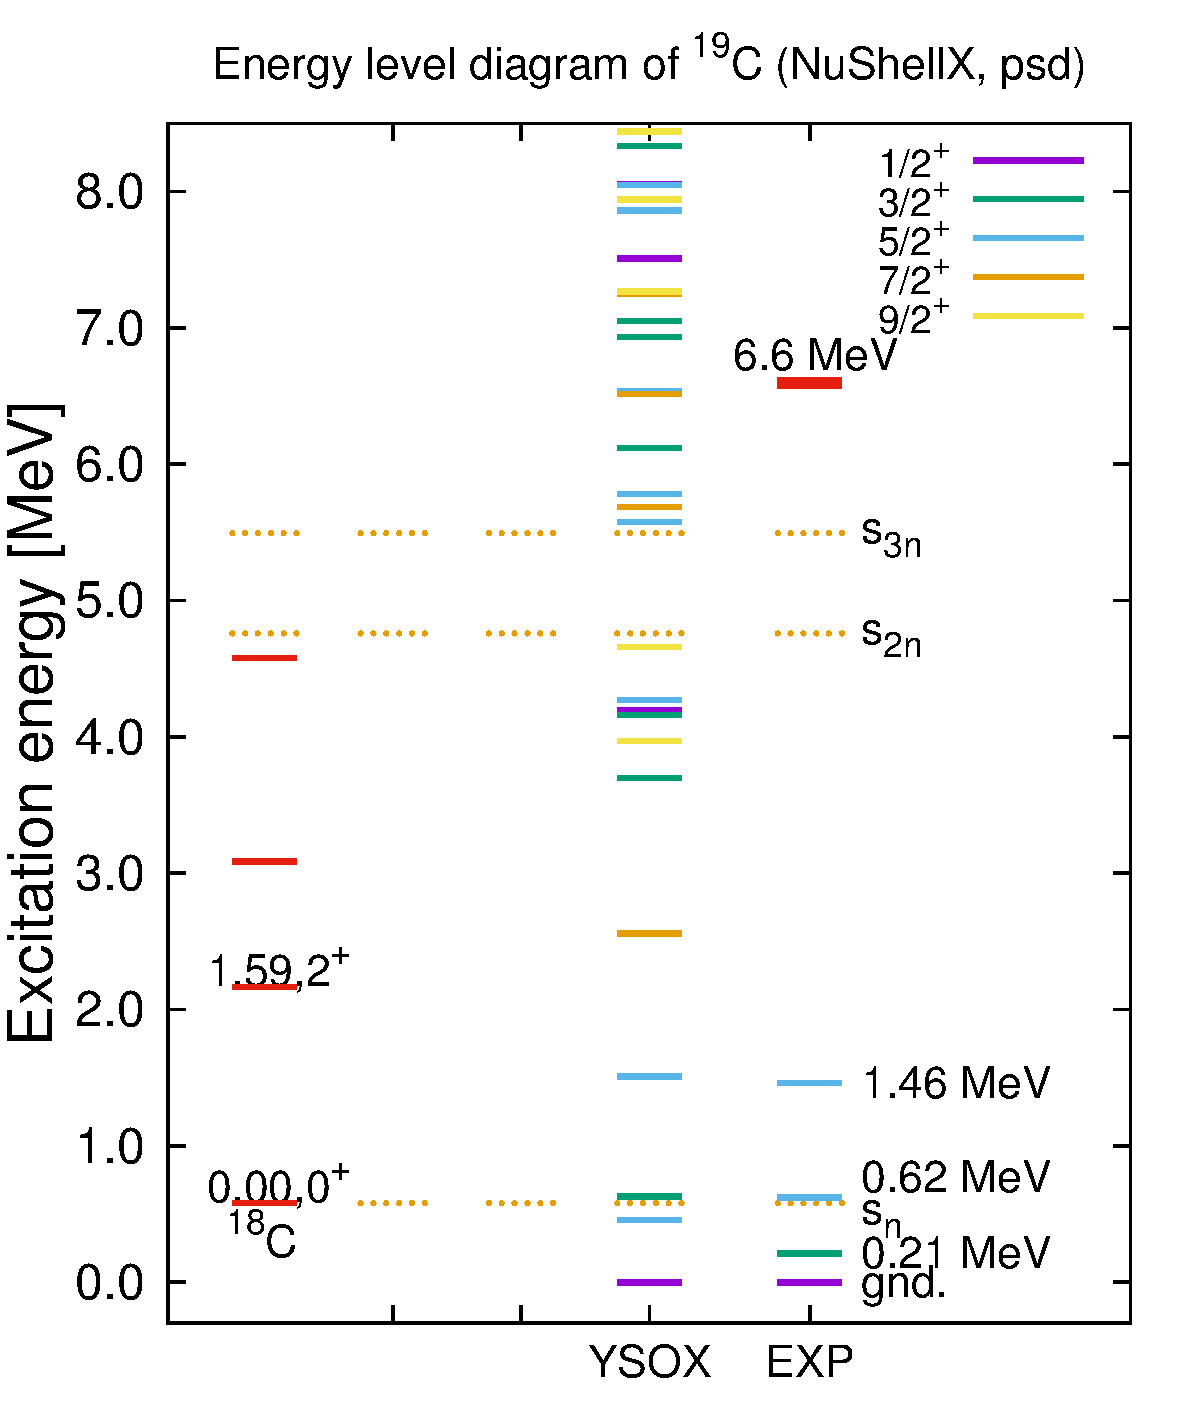 Energy level diagram of ¹⁹C (NuShellX, psd)
Excitation energy [MeV]
8.0
7.0
6.0
5.0
4.0
3.0
2.0
1.0
0.0
1/2⁺
3/2⁺
5/2⁺
7/2⁺
9/2⁺
6.6 MeV
s₃ₙ
s₂ₙ
1.59,2⁺
1.46 MeV
0.00,0⁺
¹⁸C
0.62 MeV
sₙ
0.21 MeV
gnd.
YSOX EXP